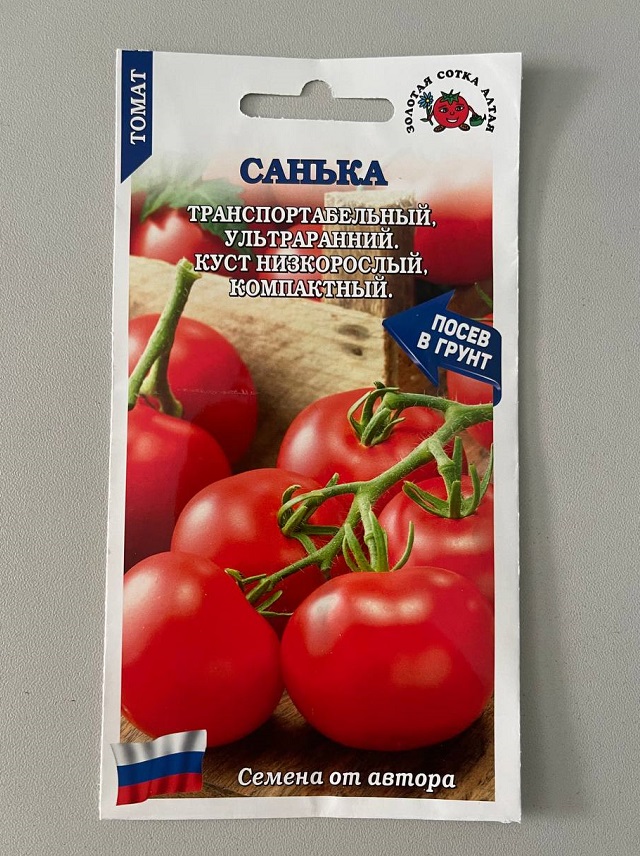 ТОМАТ
ЗОЛОТАЯ СОТКА АЛТАЯ
САНЬКА
ТРАНСПОРТАБЕЛЬНЫЙ,
УЛЬТРАРАННИЙ.
КУСТ НИЗКОРОСЛЫЙ,
КОМПАКТНЫЙ.
ПОСЕВ
В ГРУНТ
Семена от автора